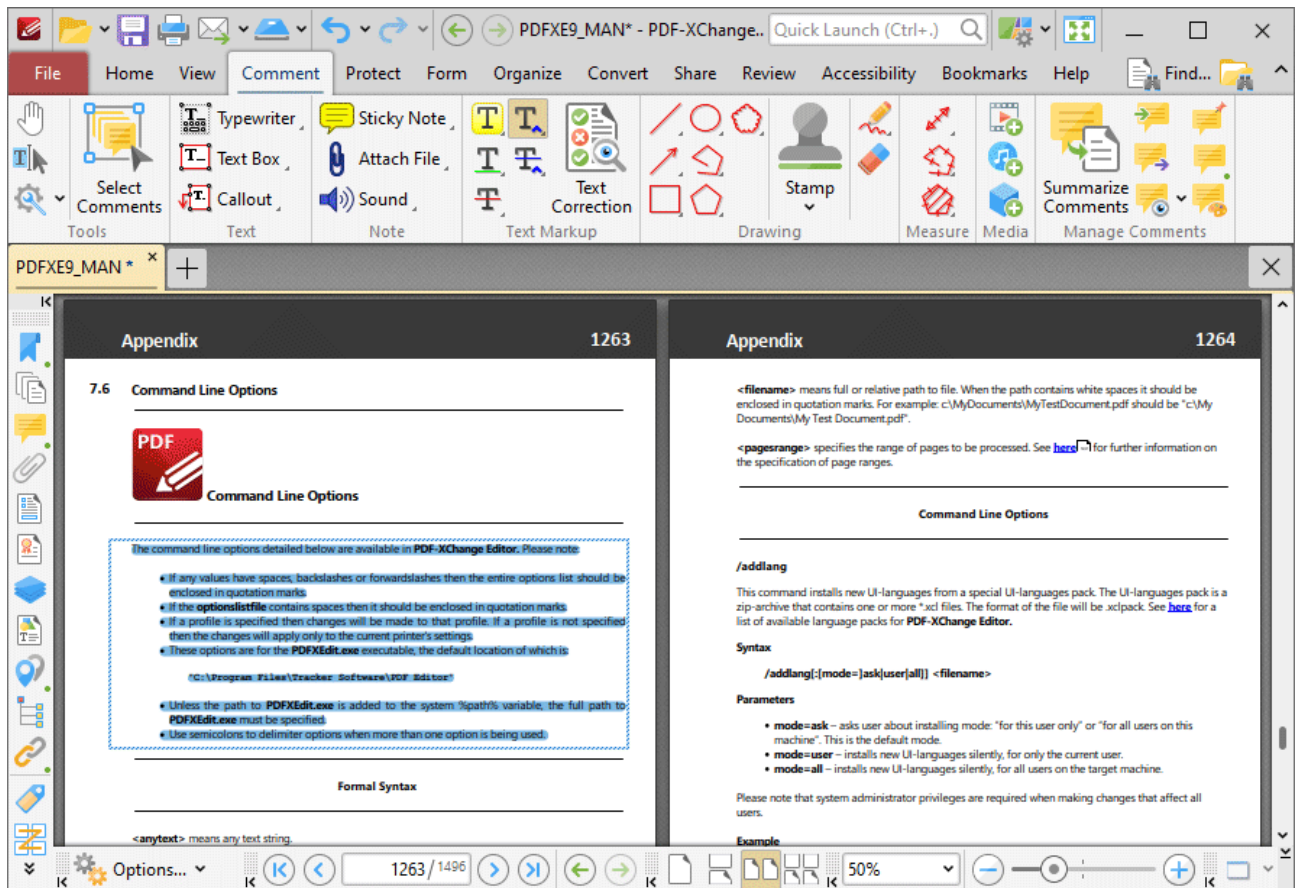 PDFXE9_MAN* - PDF-XChange.. Quick Launch (Ctrl+.)
File Home View Comment Protect Form Organize Convert Share Review Accessibility Bookmarks Help Find...
Typewriter
Text Box
Callout
Sticky Note
Attach File
Sound
Select
Comments
Text
Correction
Stamp
Summarize
Comments
Tools Text Note Text Markup Drawing Measure Media Manage Comments
PDFXE9_MAN *
Appendix 1263
7.6 Command Line Options
PDF
Command Line Options
The command line options detailed below are available in PDF-XChange Editor. Please note:
• If any values have spaces, backslashes or forwardslashes then the entire options list should be
enclosed in quotation marks.
• If the optionslistfile contains spaces then it should be enclosed in quotation marks.
• If a profile is specified then changes will be made to that profile. If a profile is not specified
then the changes will apply only to the current printer's settings.
• These options are for the PDFXEdit.exe executable, the default location of which is:
"C:\Program Files\Tracker Software\PDF Editor"
• Unless the path to PDFXEdit.exe is added to the system %path% variable, the full path to
PDFXEdit.exe must be specified.
• Use semicolons to delimiter options when more than one option is being used.
Formal Syntax
<anytext> means any text string.
Appendix 1264
<filename> means full or relative path to file. When the path contains white spaces it should be
enclosed in quotation marks. For example: c:\MyDocuments\MyTestDocument.pdf should be "c:\My
Documents\My Test Document.pdf".
<pagesrange> specifies the range of pages to be processed. See here for further information on
the specification of page ranges.
Command Line Options
/addlang
This command installs new UI-languages from a special UI-languages pack. The UI-languages pack is a
zip-archive that contains one or more *.xcl files. The format of the file will be .xclpack. See here for a
list of available language packs for PDF-XChange Editor.
Syntax
/addlang[:[mode=]ask|user|all}] <filename>
Parameters
• mode=ask – asks user about installing mode: "for this user only" or "for all users on this
machine". This is the default mode.
• mode=user – installs new UI-languages silently, for only the current user.
• mode=all – installs new UI-languages silently, for all users on the target machine.
Please note that system administrator privileges are required when making changes that affect all
users.
Example
Options... 1263 / 1496 50%